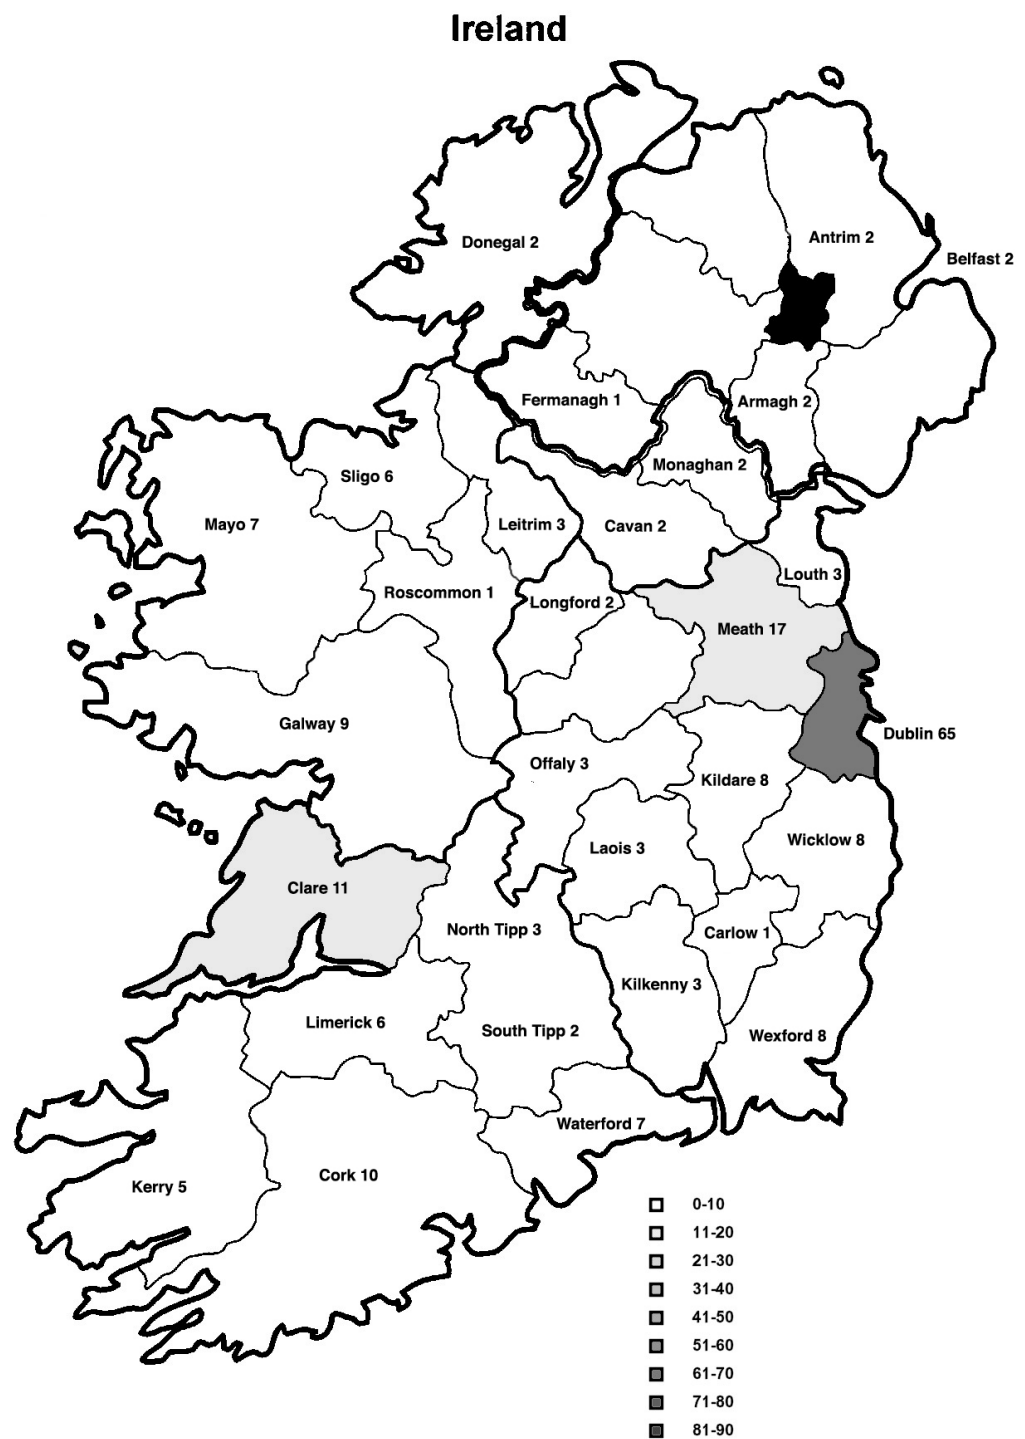 Ireland
Antrim 2
Donegal 2
Belfast 2
Fermanagh 1
Armagh 2
Monaghan 2
Sligo 6
Mayo 7
Leitrim 3
Cavan 2
Louth 3
Roscommon 1
Longford 2
Meath 17
Galway 9
Dublin 65
Offaly 3
Kildare 8
Wicklow 8
Laois 3
Clare 11
North Tipp 3
Carlow 1
Kilkenny 3
Limerick 6
South Tipp 2
Wexford 8
Waterford 7
Cork 10
Kerry 5
0-10
11-20
21-30
31-40
41-50
51-60
61-70
71-80
81-90